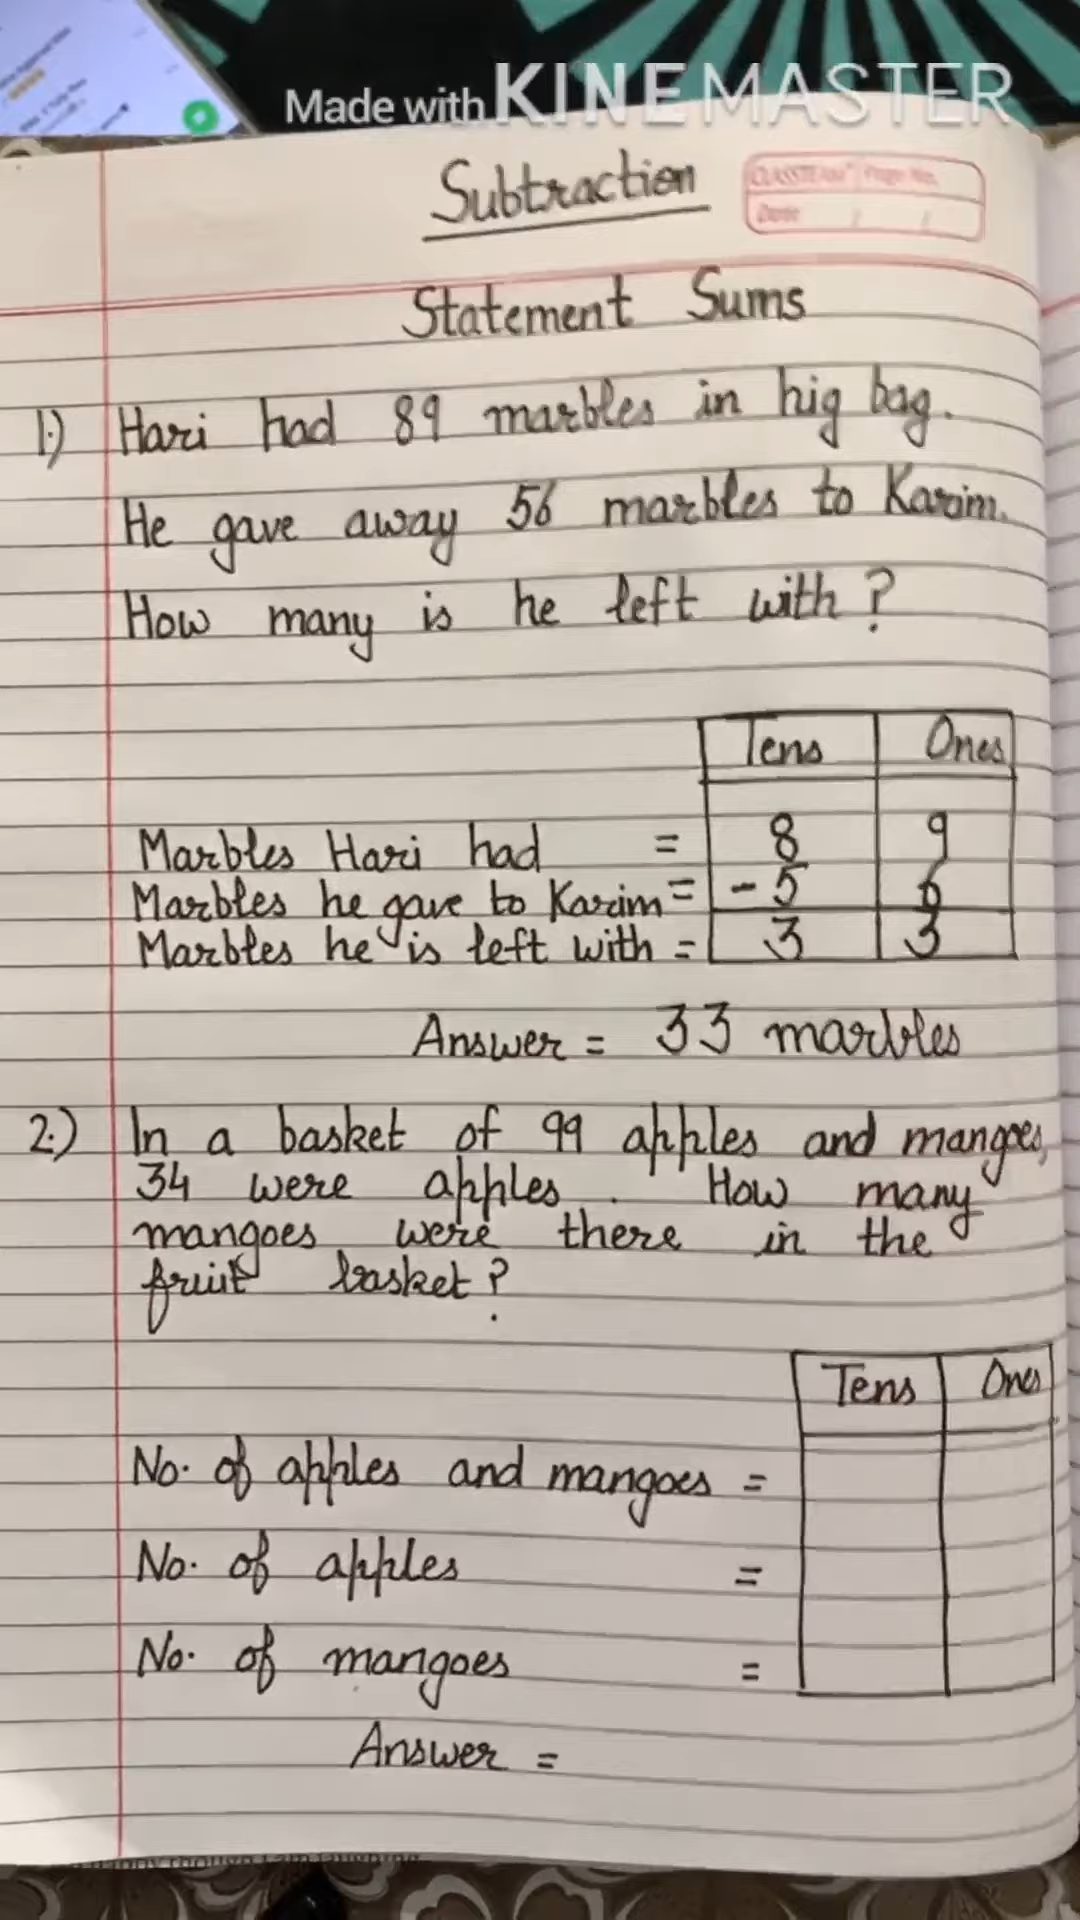 Made with KINEMASTER
Subtraction
CLASSTEAM Page No.
Date / /
Statement Sums
1.) Hari had 89 marbles in hig bag.
He gave away 56 marbles to Karim.
How many is he left with?
Tens Ones
Marbles Hari had = 8 9
Marbles he gave to Karim = - 5 6
Marbles he is left with = 3 3
Answer = 33 marbles
2.) In a basket of 99 apples and mangoes,
34 were apples. How many
mangoes were there in the
fruit basket?
Tens Ones
No. of apples and mangoes =
No. of apples =
No. of mangoes =
Answer =